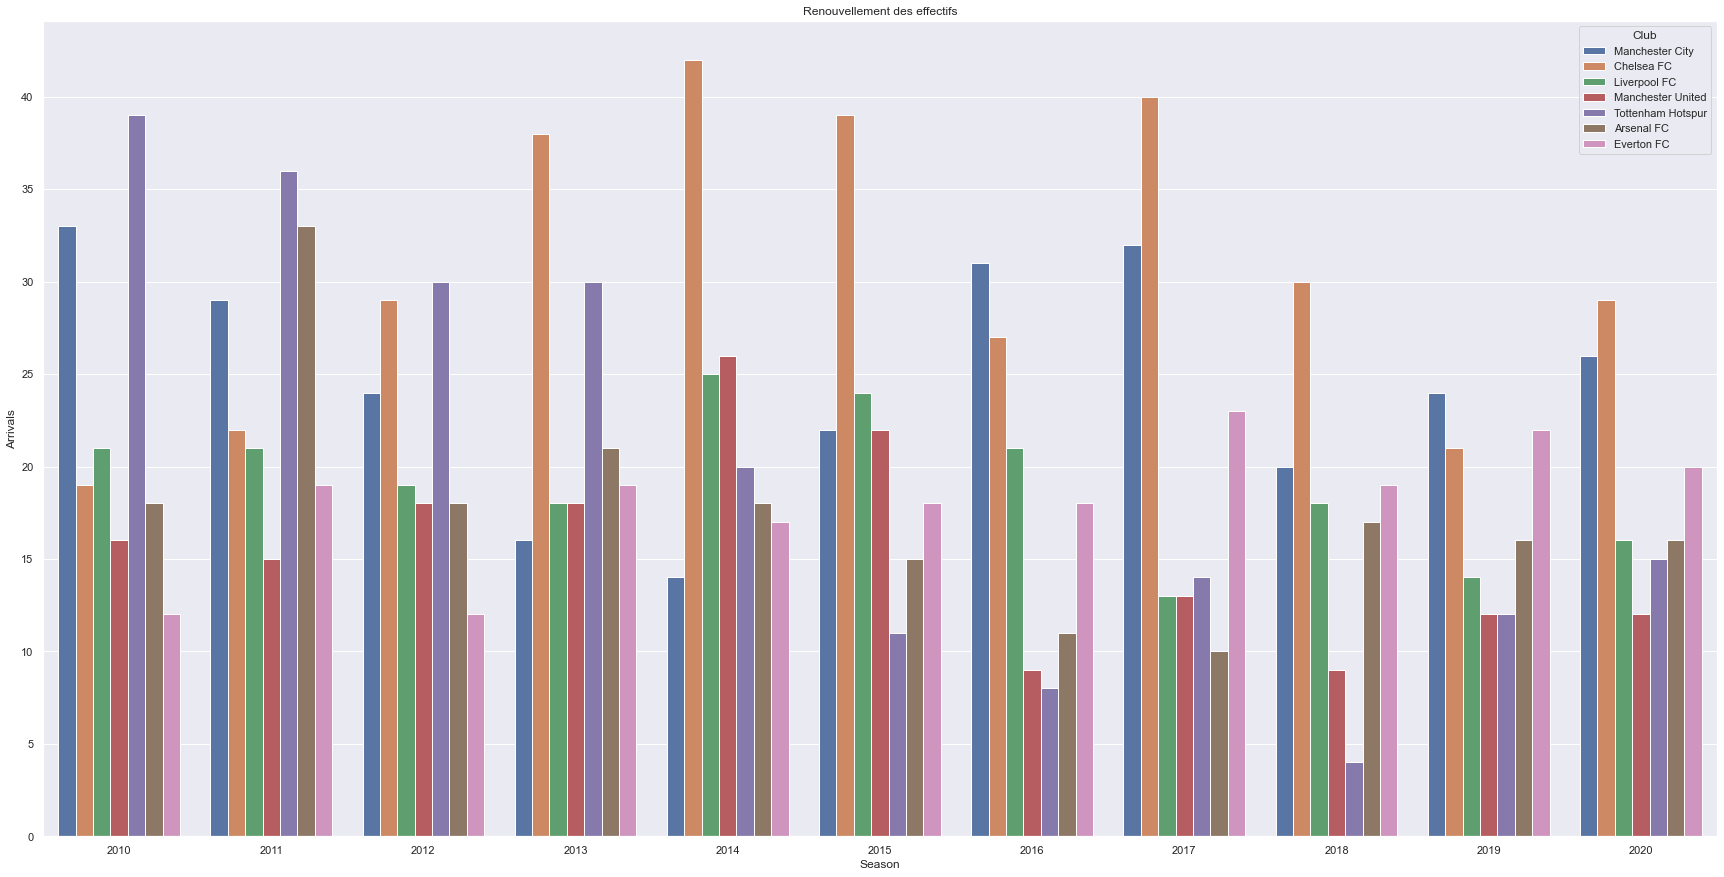 Renouvellement des effectifs
Club
Manchester City
Chelsea FC
Liverpool FC
Manchester United
Tottenham Hotspur
Arsenal FC
Everton FC
Arrivals
40
35
30
25
20
15
10
5
0
2010 2011 2012 2013 2014 2015 2016 2017 2018 2019 2020
Season